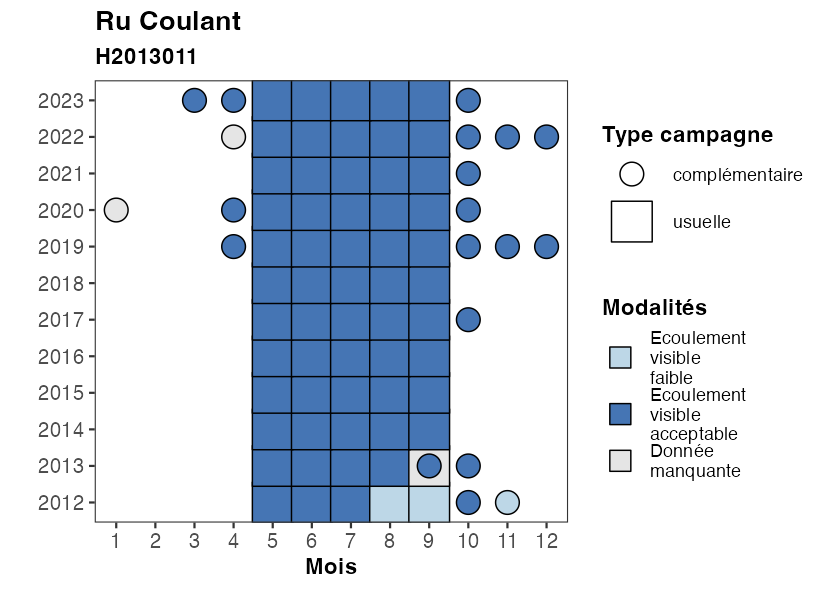 Ru Coulant
H2013011
2023
2022
2021
2020
2019
2018
2017
2016
2015
2014
2013
2012
1 2 3 4 5 6 7 8 9 10 11 12
Mois
Type campagne
complémentaire
usuelle
Modalités
Ecoulement
visible
faible
Ecoulement
visible
acceptable
Donnée
manquante